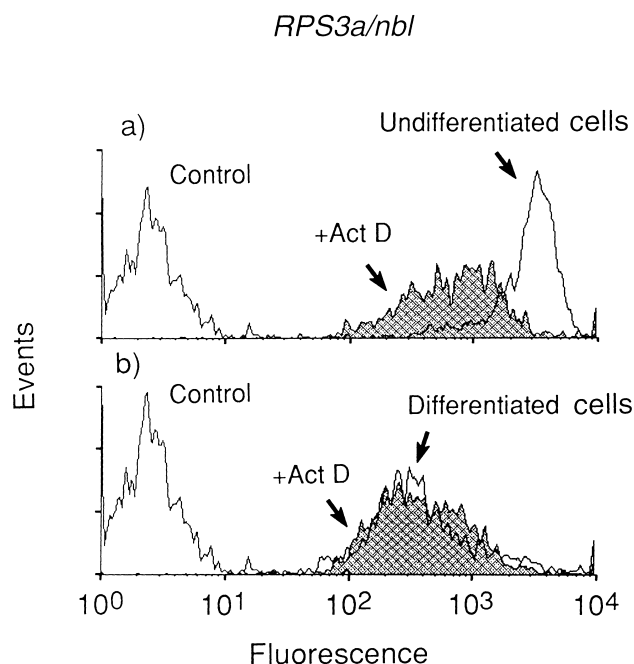 RPS3a/nbl
a)
Undifferentiated cells
Control
+Act D
b)
Control
Differentiated cells
+Act D
Events
10⁰ 10¹ 10² 10³ 10⁴
Fluorescence